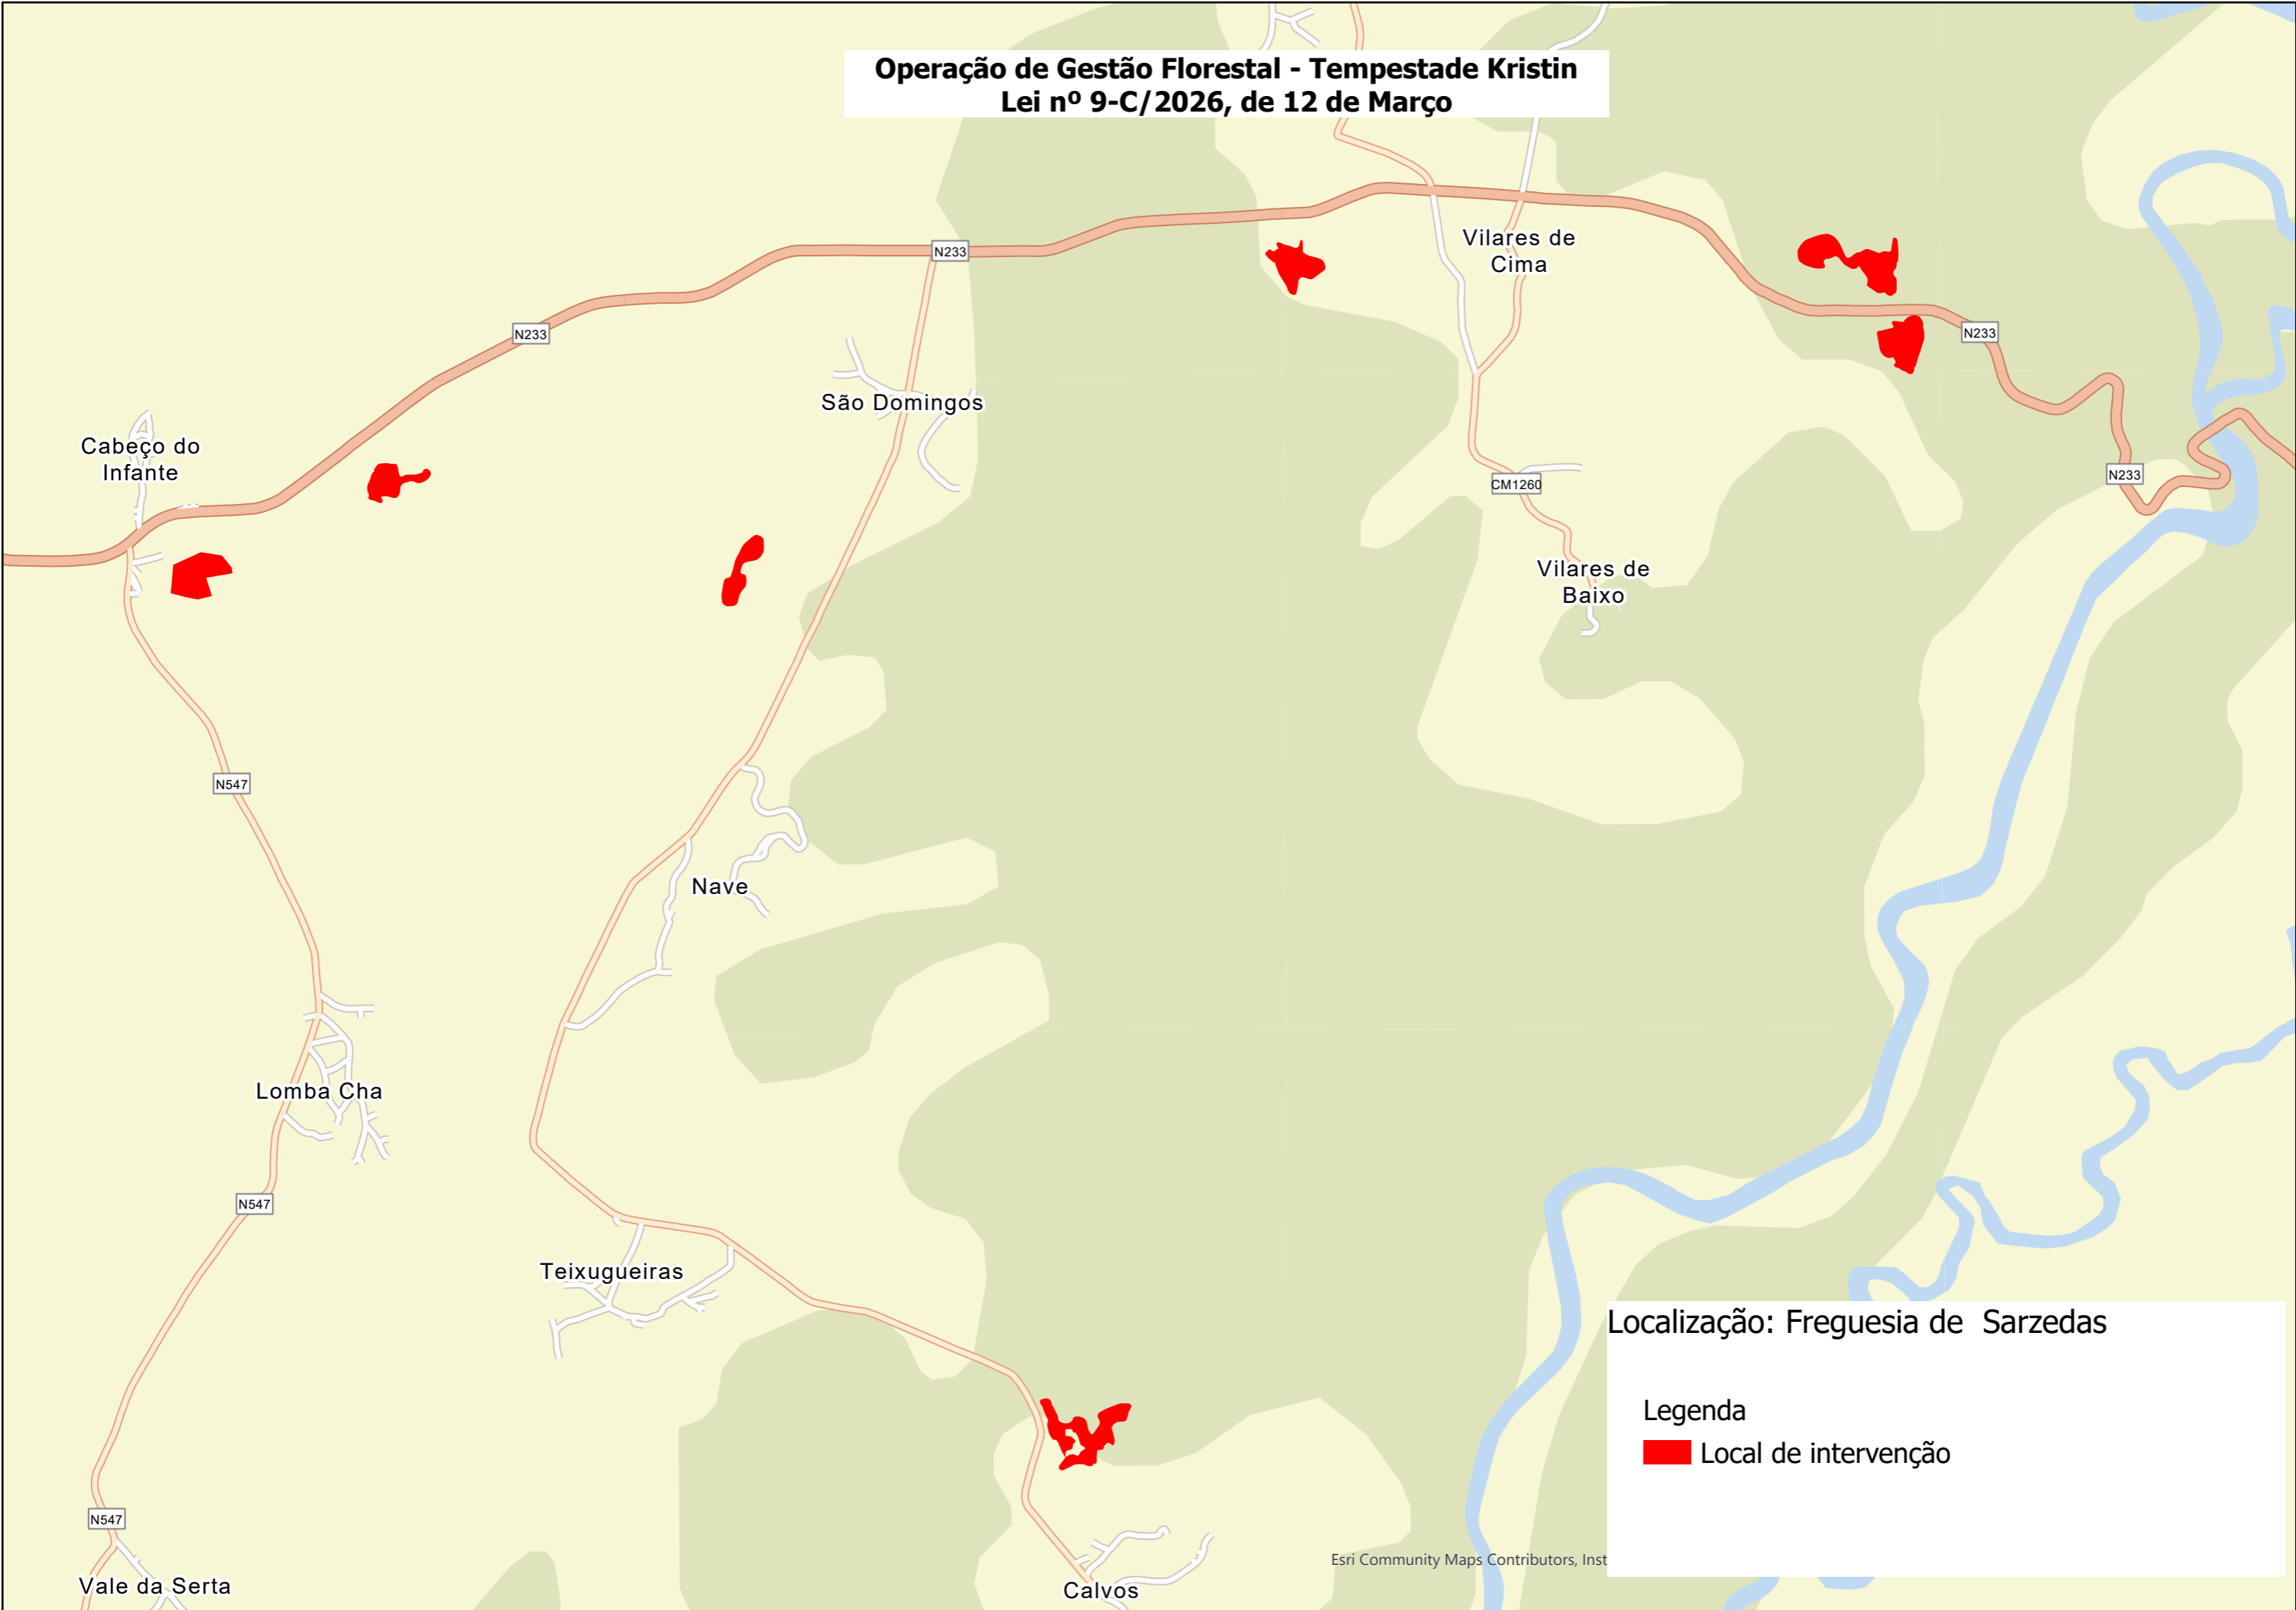 Operação de Gestão Florestal - Tempestade Kristin
Lei nº 9-C/2026, de 12 de Março
N233
Vilares de
Cima
N233
N233
São Domingos
Cabeço do
Infante
N233
CM1260
Vilares de
Baixo
N547
Nave
Lomba Cha
N547
Teixugueiras
Localização: Freguesia de  Sarzedas
Legenda
Local de intervenção
N547
Esri Community Maps Contributors, Inst
Vale da Serta
Calvos